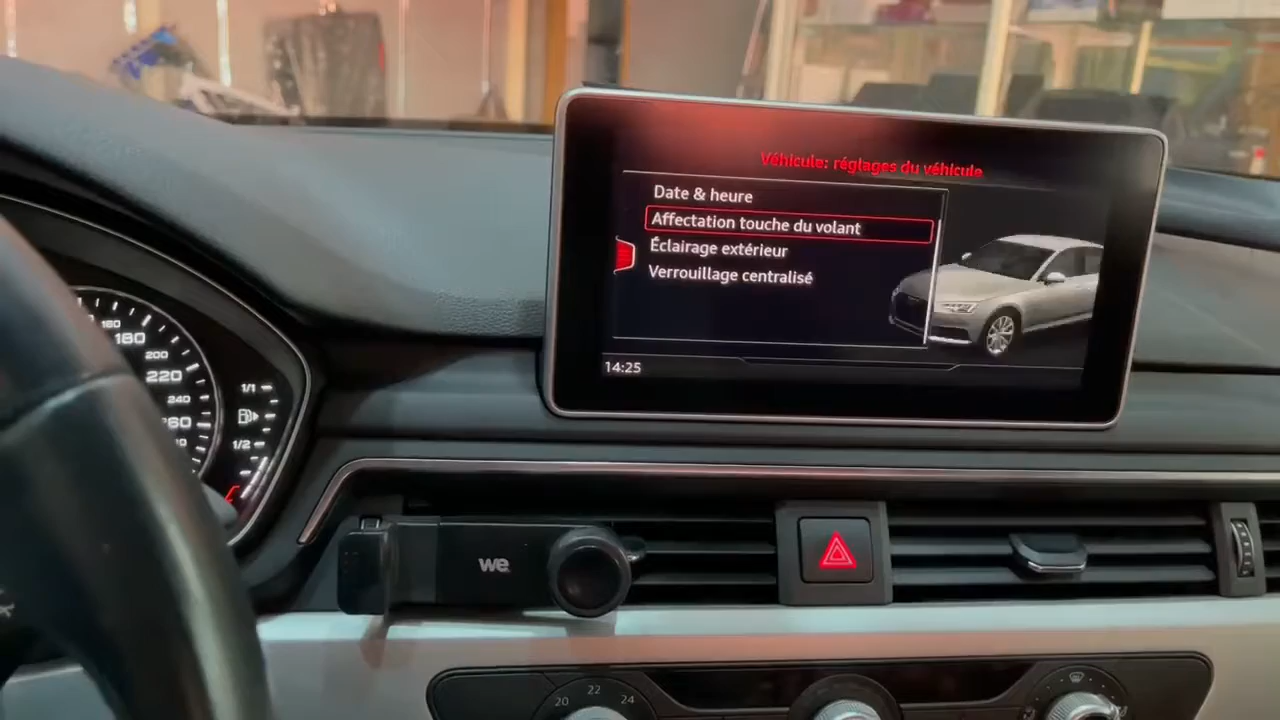 Véhicule: réglages du véhicule
Date & heure
Affectation touche du volant
Éclairage extérieur
Verrouillage centralisé
14:25
160
180
200
220
240
1/1
1/2
we.
20 22 24